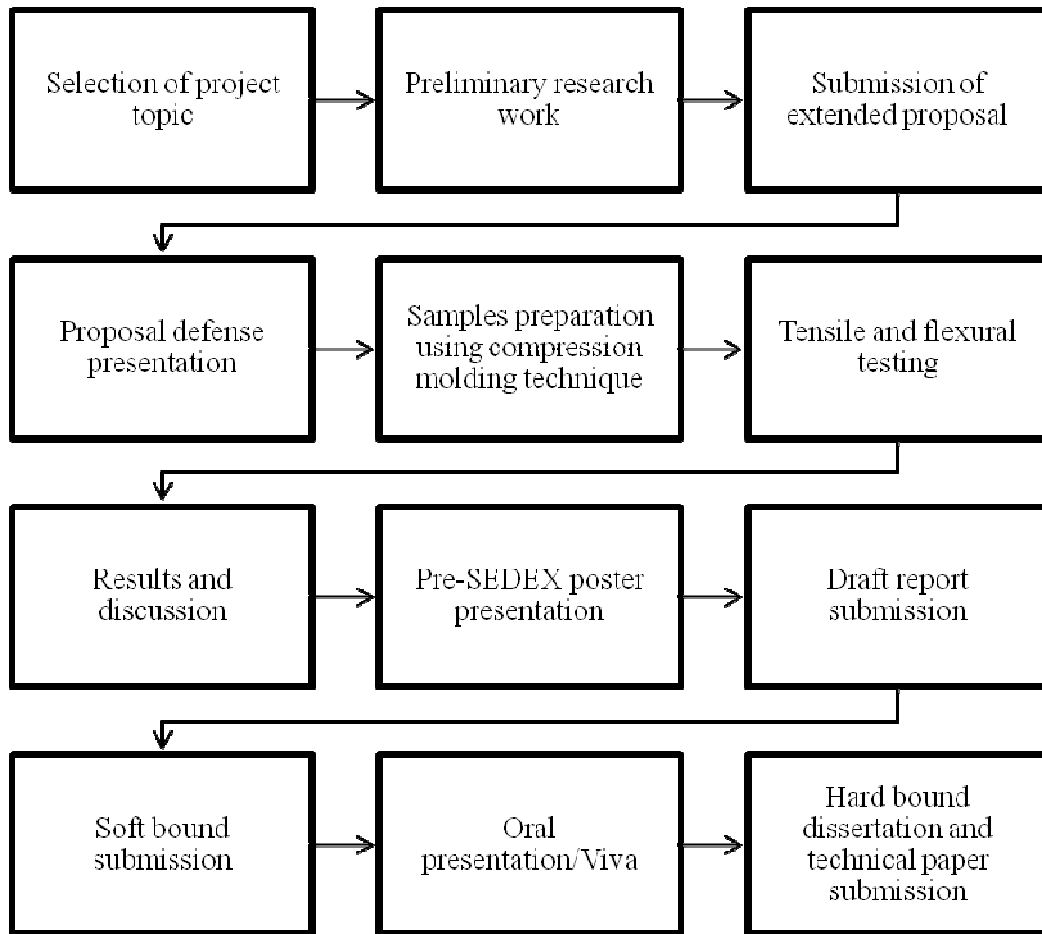 Selection of project
topic
Preliminary research
work
Submission of
extended proposal
Proposal defense
presentation
Samples preparation
using compression
molding technique
Tensile and flexural
testing
Results and
discussion
Pre-SEDEX poster
presentation
Draft report
submission
Soft bound
submission
Oral
presentation/Viva
Hard bound
dissertation and
technical paper
submission